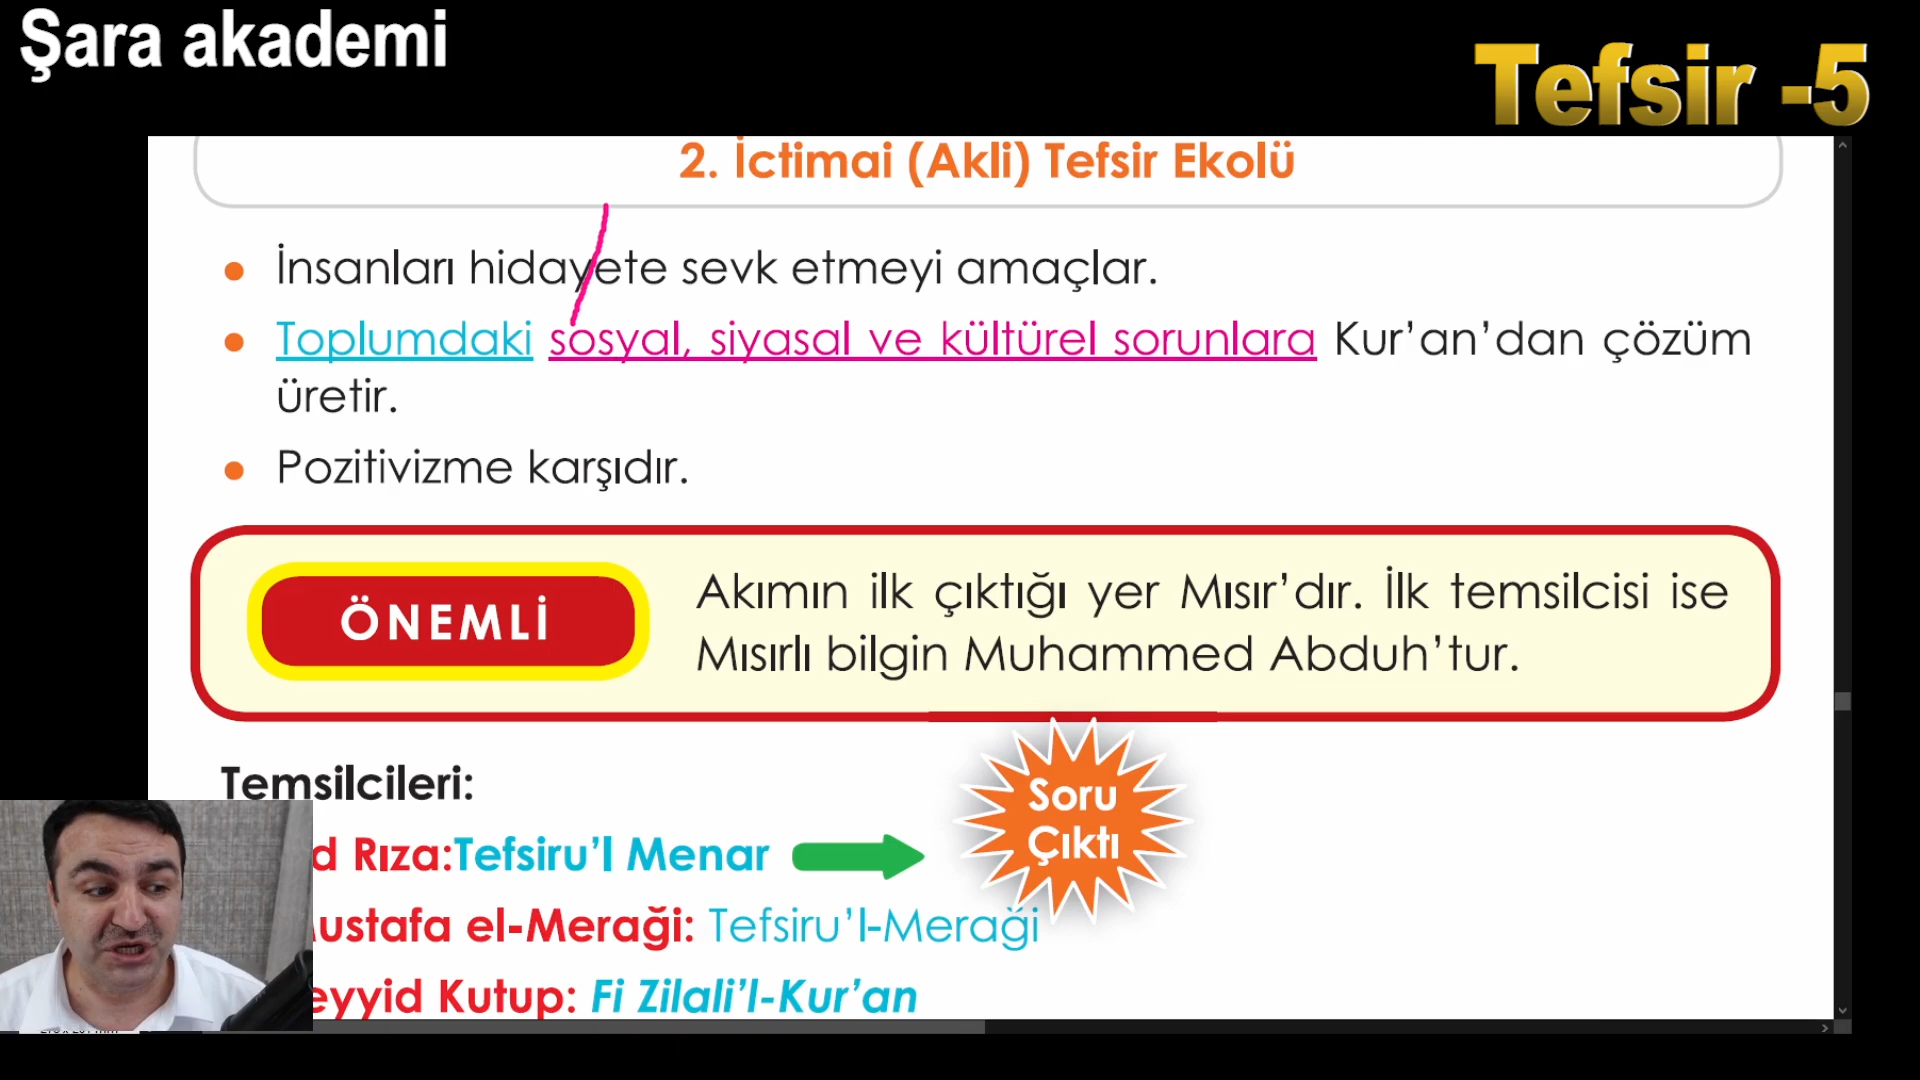 Şara akademi
Tefsir -5
2. İctimai (Akli) Tefsir Ekolü
● İnsanları hidayete sevk etmeyi amaçlar.
● Toplumdaki sosyal, siyasal ve kültürel sorunlara Kur’an’dan çözüm
üretir.
● Pozitivizme karşıdır.
ÖNEMLİ
Akımın ilk çıktığı yer Mısır’dır. İlk temsilcisi ise
Mısırlı bilgin Muhammed Abduh’tur.
Temsilcileri:
Soru
Çıktı
d Rıza:Tefsiru’l Menar
ustafa el-Meraği: Tefsiru’l-Meraği
eyyid Kutup: Fi Zilali’l-Kur’an